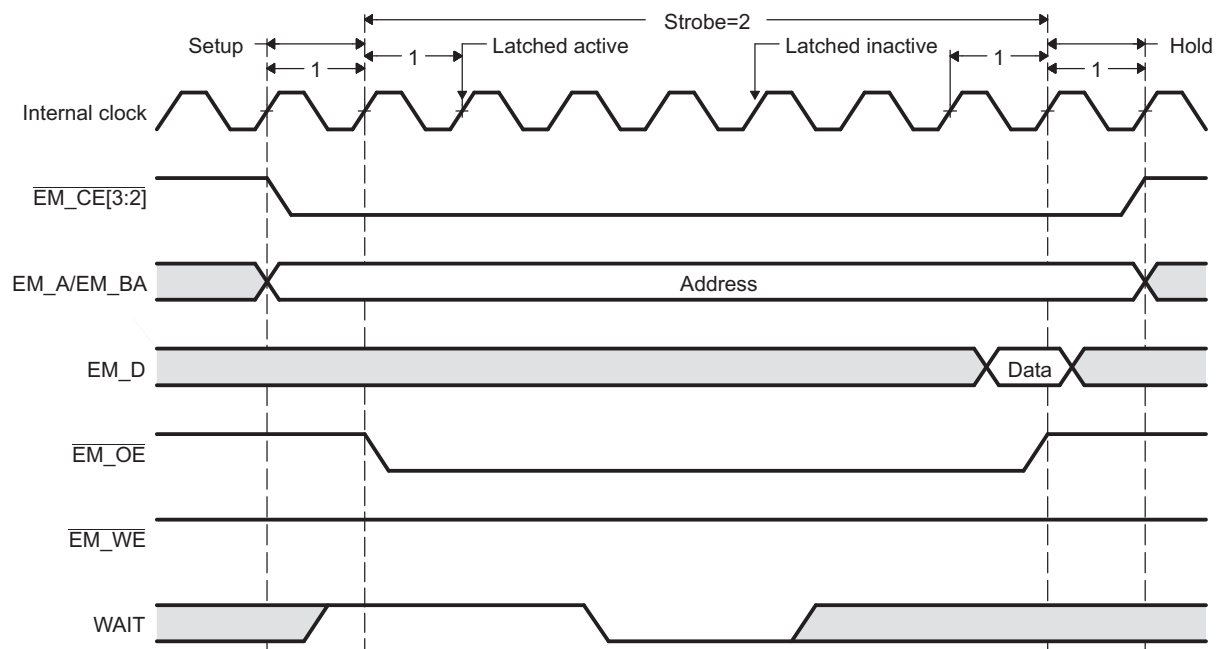 Strobe=2
Setup
Latched active
Latched inactive
Hold
1
1
1
1
Internal clock
EM_CE[3:2]
EM_A/EM_BA
Address
EM_D
Data
EM_OE
EM_WE
WAIT